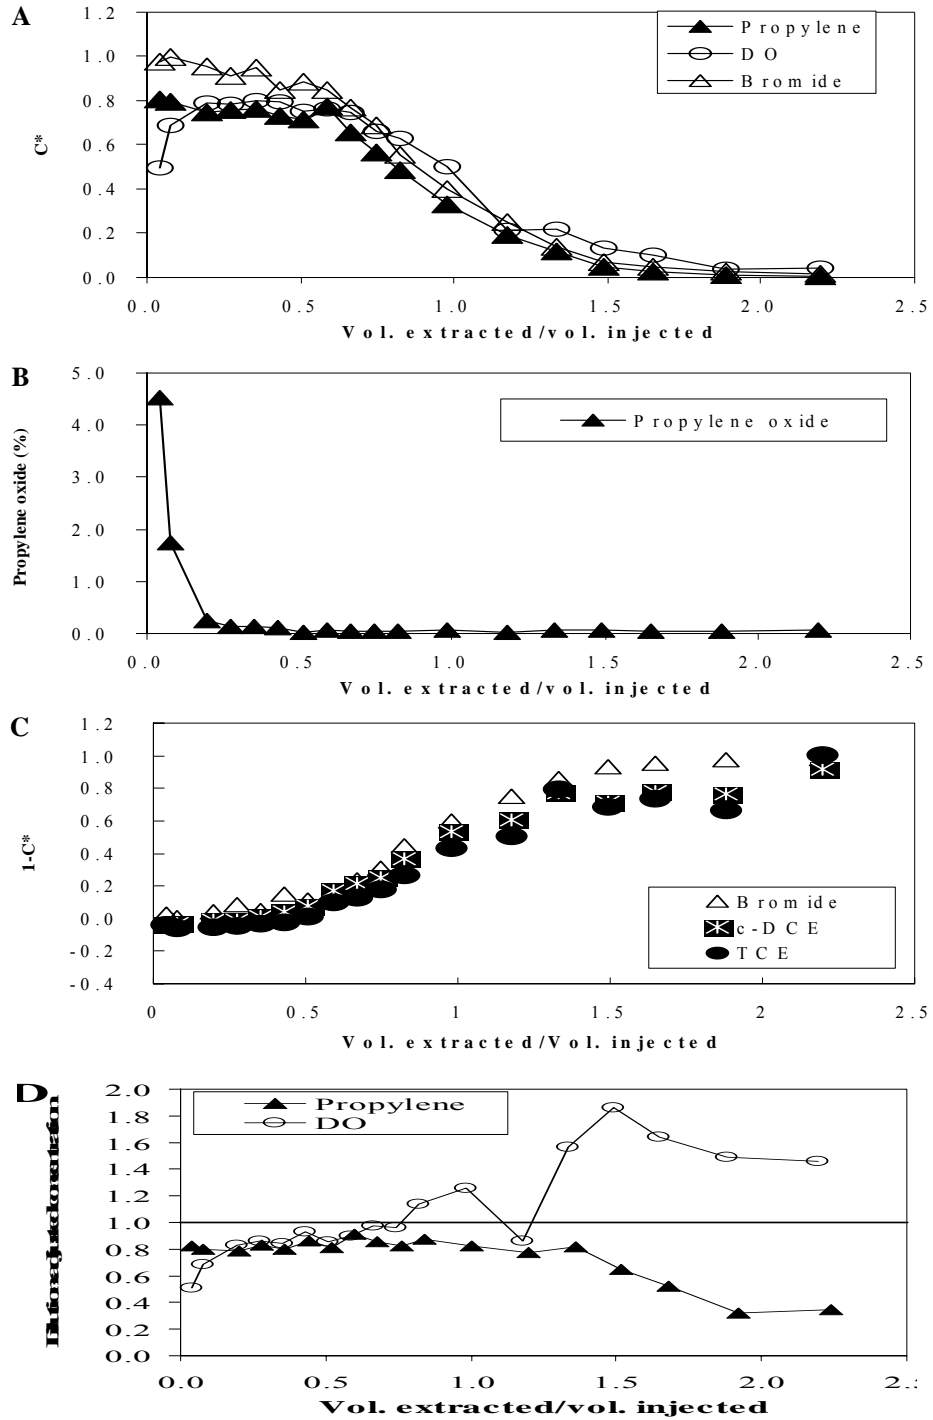 A
1.2
1.0
0.8
0.6
0.4
0.2
0.0
C*
Propylene
DO
Bromide
0.0 0.5 1.0 1.5 2.0 2.5
Vol. extracted/vol. injected
B
5.0
4.0
3.0
2.0
1.0
0.0
Propylene oxide (%)
Propylene oxide
0.0 0.5 1.0 1.5 2.0 2.5
Vol. extracted/vol. injected
C
1.2
1.0
0.8
0.6
0.4
0.2
0.0
-0.2
-0.4
1-C*
Bromide
c-DCE
TCE
0 0.5 1 1.5 2 2.5
Vol. extracted/Vol. injected
D
2.0
1.8
1.6
1.4
1.2
1.0
0.8
0.6
0.4
0.2
0.0
Propylene
DO
0.0 0.5 1.0 1.5 2.0 2.
Vol. extracted/vol. injected